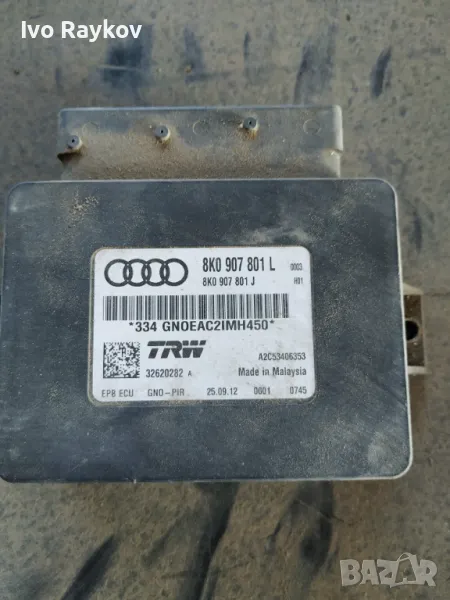 Ivo Raykov
8K0 907 801 L 0003
8K0 907 801 J H01
*334 GNOEAC2IMH450*
TRW A2C53406353
32620282 A Made in Malaysia
EPB ECU GNO-PIR 25.09.12 0001 0745
BAZAR